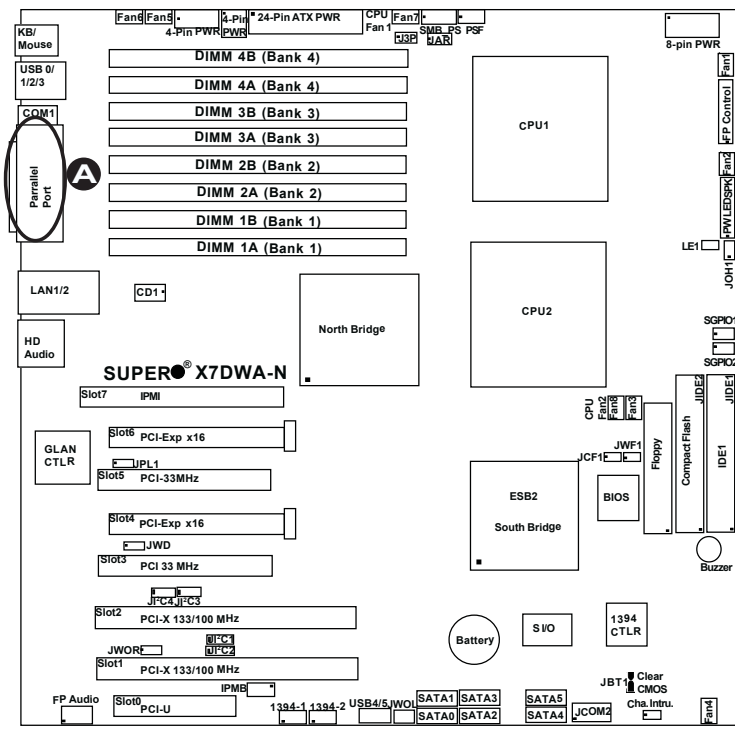 Fan6 Fan5
4-Pin PWR
4-Pin
PWR
24-Pin ATX PWR
CPU
Fan 1
Fan7
J3P
SMB_PS
JAR
PSF
8-pin PWR
KB/
Mouse
USB 0/
1/2/3
COM1
Parrallel
Port
A
DIMM 4B (Bank 4)
DIMM 4A (Bank 4)
DIMM 3B (Bank 3)
DIMM 3A (Bank 3)
DIMM 2B (Bank 2)
DIMM 2A (Bank 2)
DIMM 1B (Bank 1)
DIMM 1A (Bank 1)
CPU1
Fan1
FP Control
Fan2
PWLEDSPK
LE1
JOH1
LAN1/2
CD1
North Bridge
CPU2
SGPIO1
SGPIO2
HD
Audio
SUPER® X7DWA-N
Slot7
IPMI
CPU
Fan2
Fan8
Fan3
JIDE2
JIDE1
Slot6
PCI-Exp x16
GLAN
CTLR
JPL1
Slot5
PCI-33MHz
JWF1
JCF1
Floppy
Compact Flash
IDE1
Slot4
PCI-Exp x16
ESB2
South Bridge
BIOS
JWD
Slot3
PCI 33 MHz
Buzzer
JI²C4 JI²C3
Slot2
PCI-X 133/100 MHz
JI²C1
JI²C2
JWOR
Battery
S I/O
1394
CTLR
Slot1
PCI-X 133/100 MHz
IPMB
JBT1
Clear
CMOS
FP Audio
Slot0
PCI-U
1394-1 1394-2
USB4/5
JWOL
SATA1 SATA3
SATA0 SATA2
SATA5
SATA4
JCOM2
Cha. Intru.
Fan4